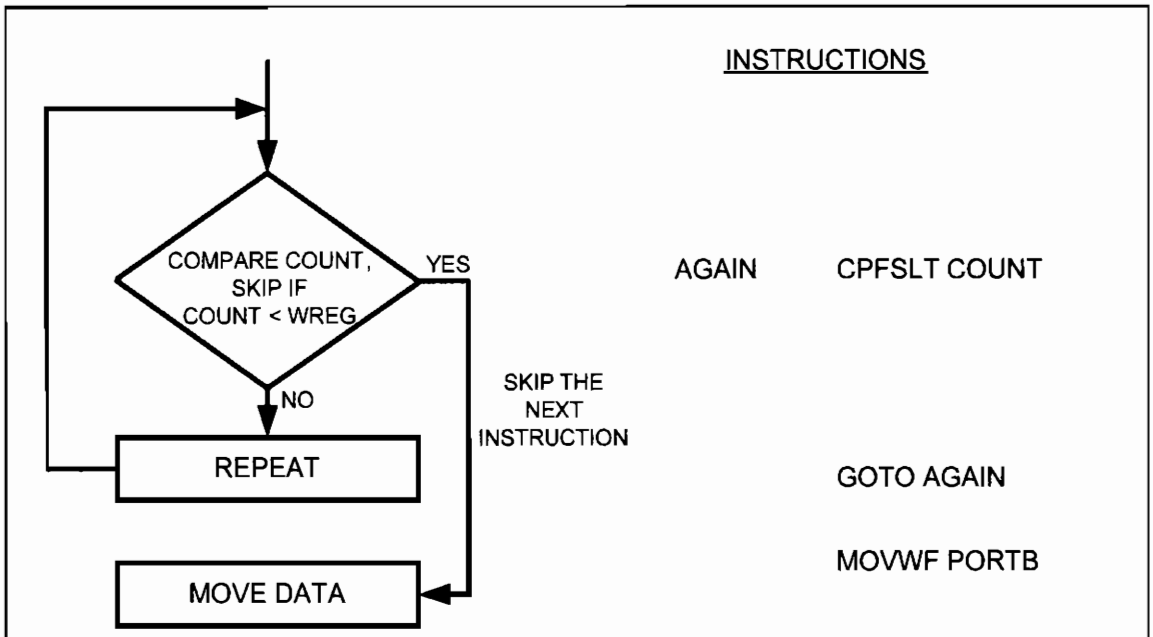 INSTRUCTIONS
COMPARE COUNT,
SKIP IF
COUNT < WREG
YES
AGAIN CPFSLT COUNT
NO
SKIP THE
NEXT
INSTRUCTION
REPEAT
GOTO AGAIN
MOVE DATA
MOVWF PORTB